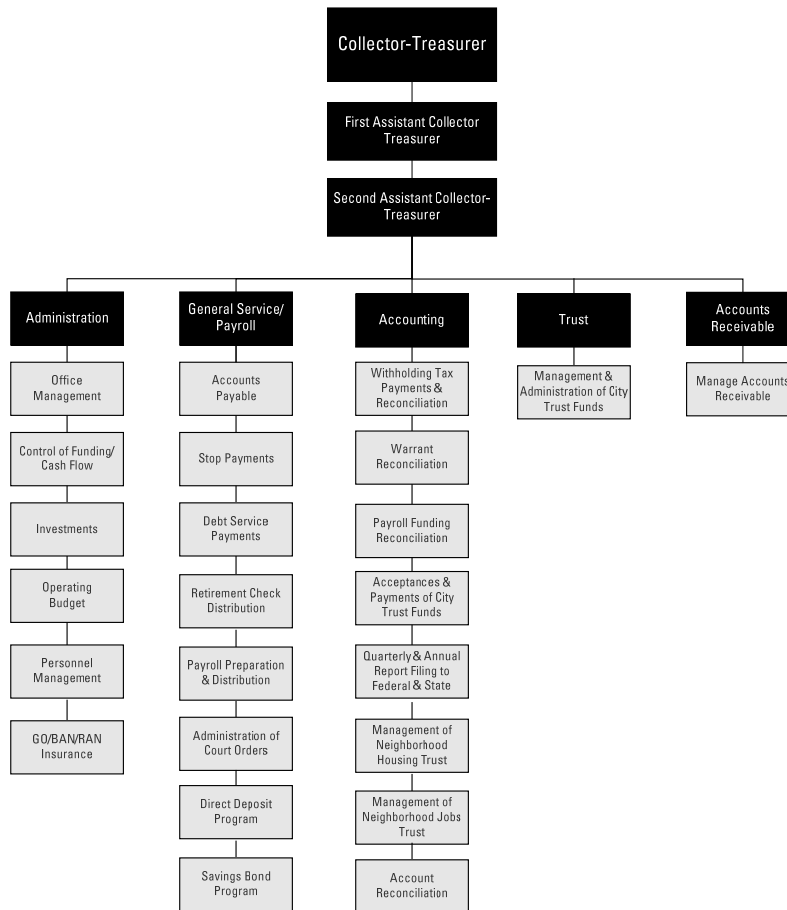 Collector-Treasurer
First Assistant Collector
Treasurer
Second Assistant Collector-
Treasurer
Administration
Office
Management
Control of Funding/
Cash Flow
Investments
Operating
Budget
Personnel
Management
GO/BAN/RAN
Insurance
General Service/
Payroll
Accounts
Payable
Stop Payments
Debt Service
Payments
Retirement Check
Distribution
Payroll Preparation
& Distribution
Administration of
Court Orders
Direct Deposit
Program
Savings Bond
Program
Accounting
Withholding Tax
Payments &
Reconciliation
Warrant
Reconciliation
Payroll Funding
Reconciliation
Acceptances &
Payments of City
Trust Funds
Quarterly & Annual
Report Filing to
Federal & State
Management of
Neighborhood
Housing Trust
Management of
Neighborhood Jobs
Trust
Account
Reconciliation
Trust
Management &
Administration of City
Trust Funds
Accounts
Receivable
Manage Accounts
Receivable